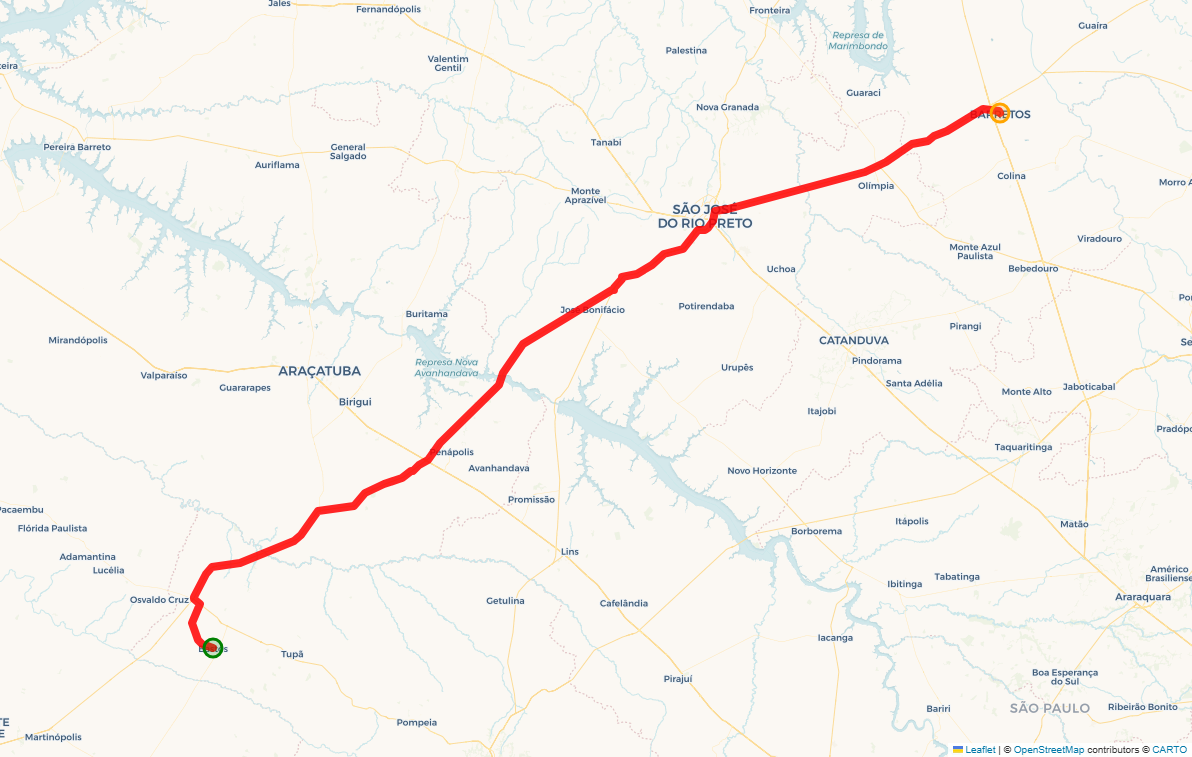 Jales
Fernandópolis
Fronteira
Guaíra
Represa de
Marimbondo
Palestina
Valentim
Gentil
Guaraci
Nova Granada
BARRETOS
Tanabi
Pereira Barreto
General
Salgado
Auriflama
Colina
Morro A
Olímpia
Monte
Aprazível
SÃO JOSÉ
DO RIO PRETO
Viradouro
Monte Azul
Paulista
Bebedouro
Uchoa
Potirendaba
José Bonifácio
Buritama
Pirangi
Mirandópolis
CATANDUVA
Pindorama
Represa Nova
Avanhandava
ARAÇATUBA
Valparaíso
Guararapes
Urupês
Santa Adélia
Monte Alto
Jaboticabal
Birigui
Itajobi
Pradópo
Taquaritinga
Penápolis
Avanhandava
Novo Horizonte
Promissão
Pacaembu
Flórida Paulista
Itápolis
Matão
Borborema
Adamantina
Lucélia
Lins
Américo
Brasiliense
Ibitinga
Tabatinga
Araraquara
Osvaldo Cruz
Getulina
Cafelândia
Iacanga
Bastos
Tupã
Pirajuí
Boa Esperança
do Sul
Bariri
SÃO PAULO
Ribeirão Bonito
Pompeia
Martinópolis
Leaflet | © OpenStreetMap contributors © CARTO